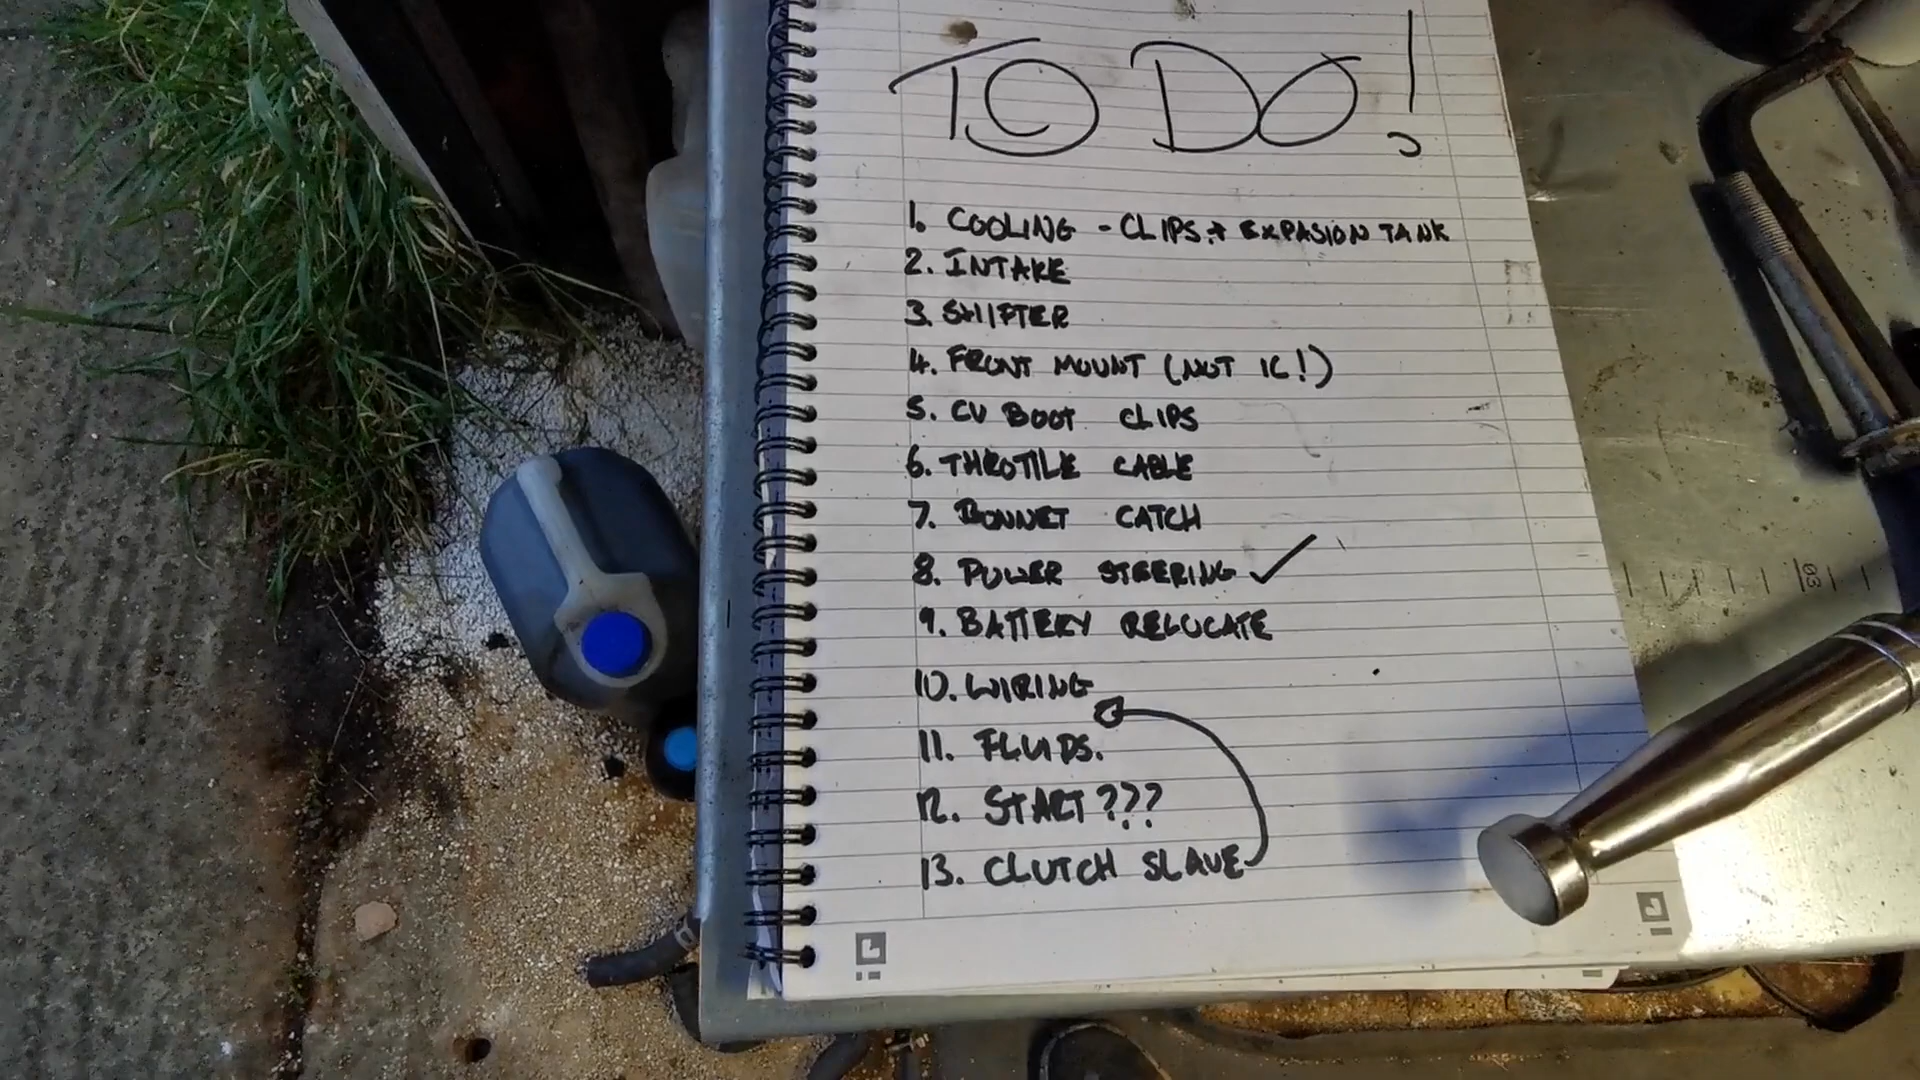 TO DO!
1. COOLING - CLIPS + EXPASION TANK
2. INTAKE
3. SHIFTER
4. FRONT MOUNT (NOT IC!)
5. CV BOOT CLIPS
6. THROTTLE CABLE
7. BONNET CATCH
8. POWER STEERING ✓
9. BATTERY RELOCATE
10. WIRING
11. FLUIDS.
12. START???
13. CLUTCH SLAVE